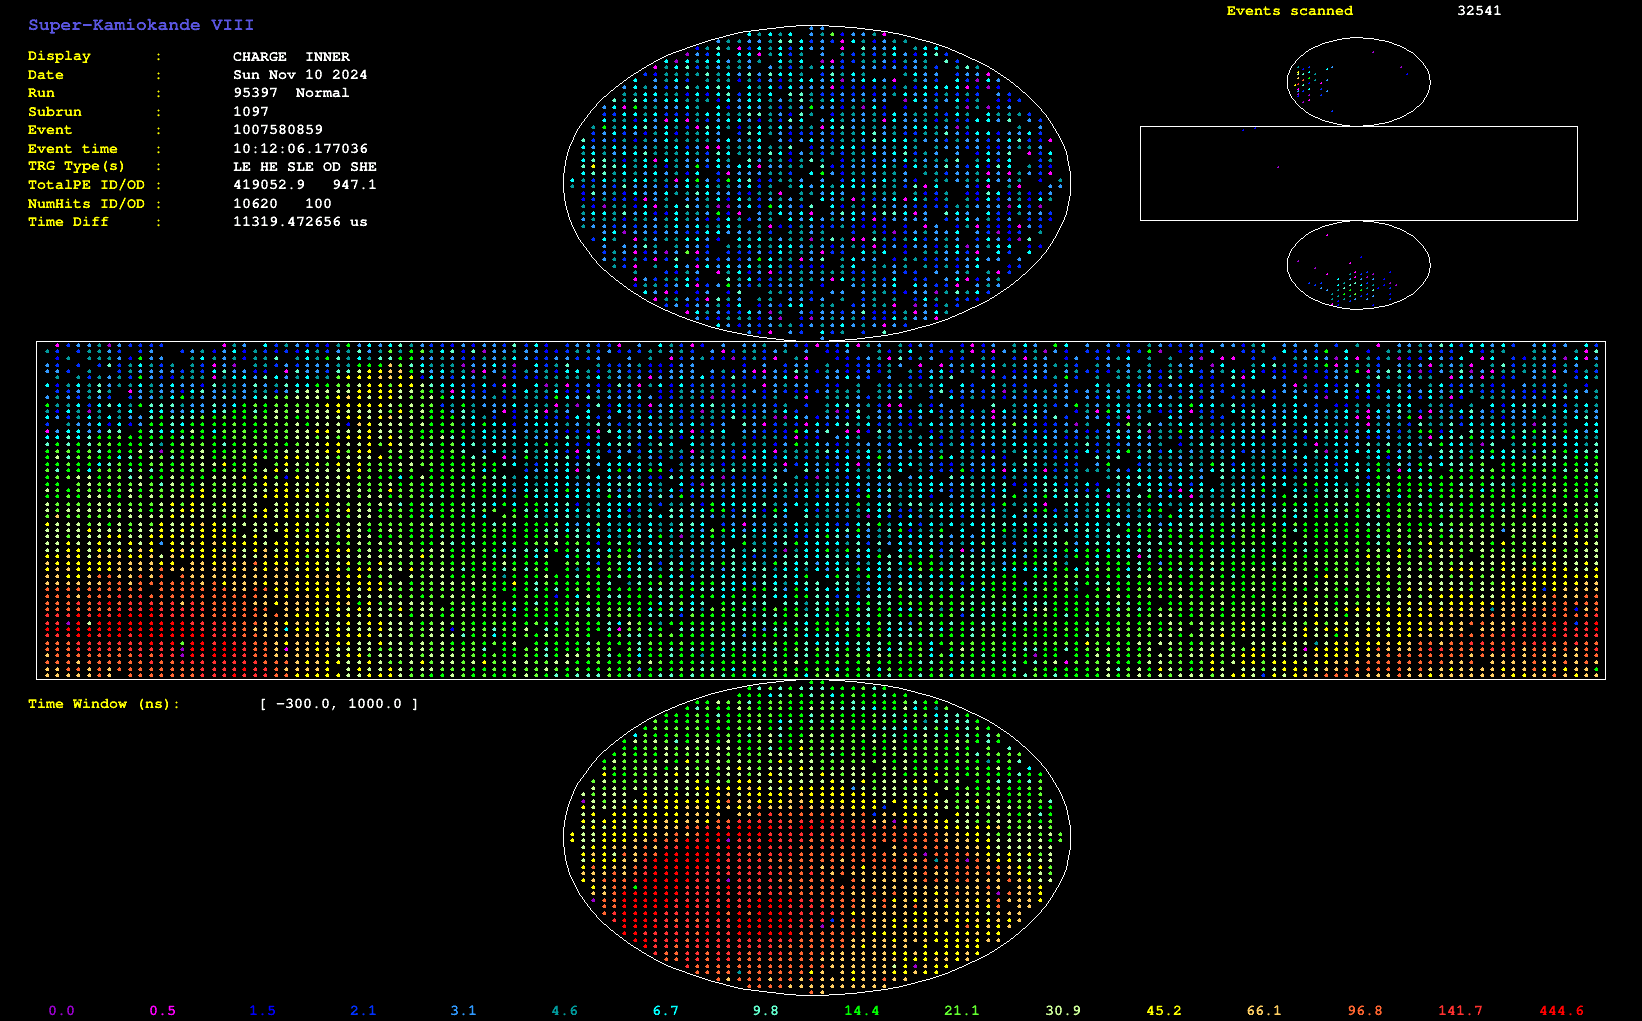 Super-Kamiokande VIII
Events scanned 32541
Display : CHARGE INNER
Date : Sun Nov 10 2024
Run : 95397 Normal
Subrun : 1097
Event : 1007580859
Event time : 10:12:06.177036
TRG Type(s) : LE HE SLE OD SHE
TotalPE ID/OD : 419052.9 947.1
NumHits ID/OD : 10620 100
Time Diff : 11319.472656 us
Time Window (ns): [ -300.0, 1000.0 ]
0.0 0.5 1.5 2.1 3.1 4.6 6.7 9.8 14.4 21.1 30.9 45.2 66.1 96.8 141.7 444.6